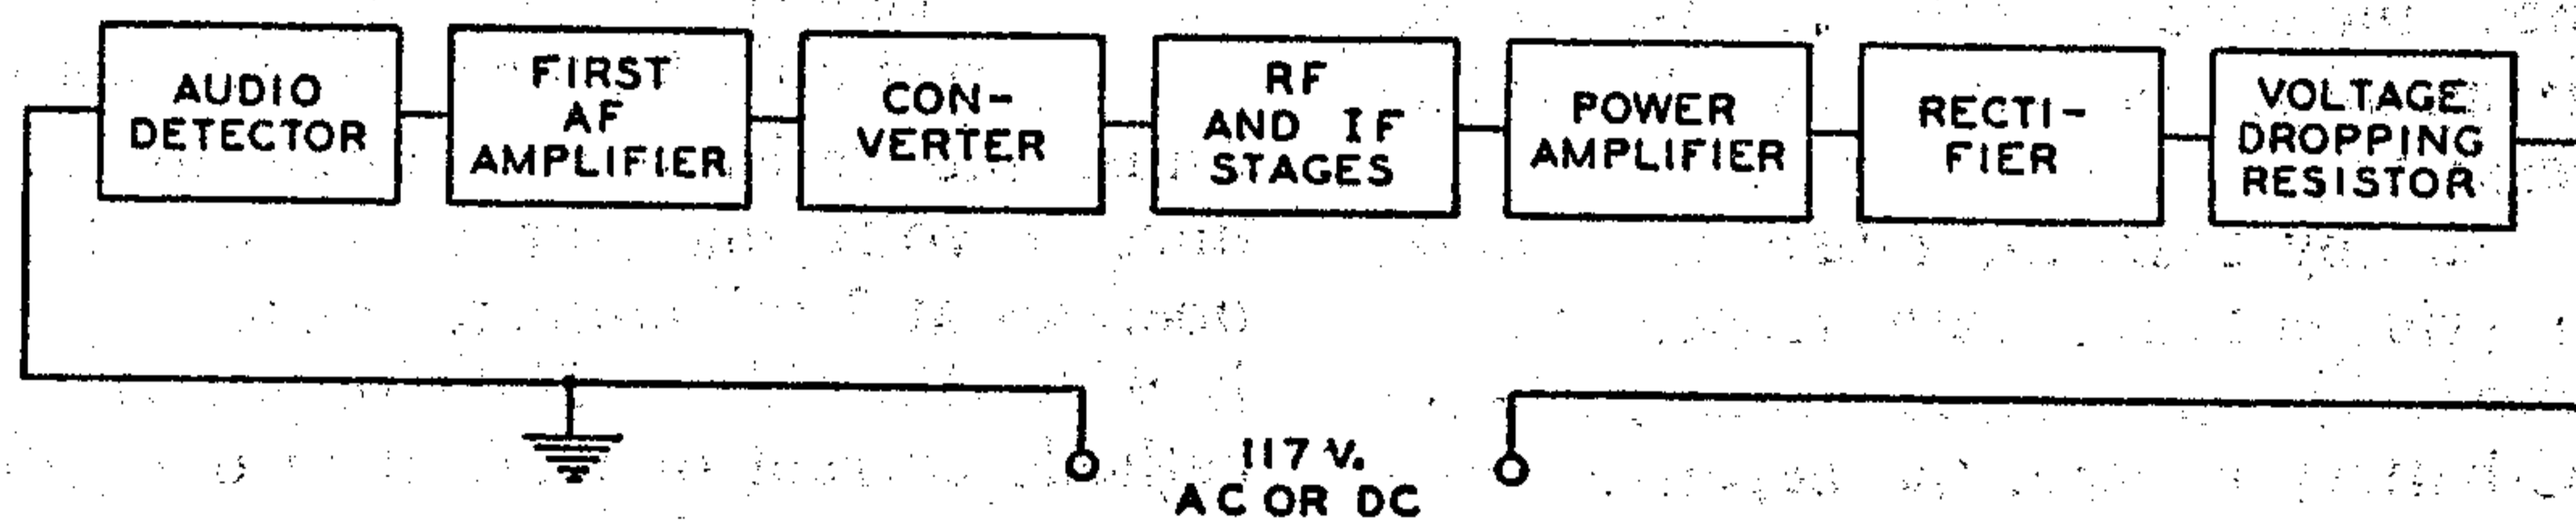 AUDIO
DETECTOR
FIRST
AF
AMPLIFIER
CON-
VERTER
RF
AND IF
STAGES
POWER
AMPLIFIER
RECTI-
FIER
VOLTAGE
DROPPING
RESISTOR
117 V.
AC OR DC